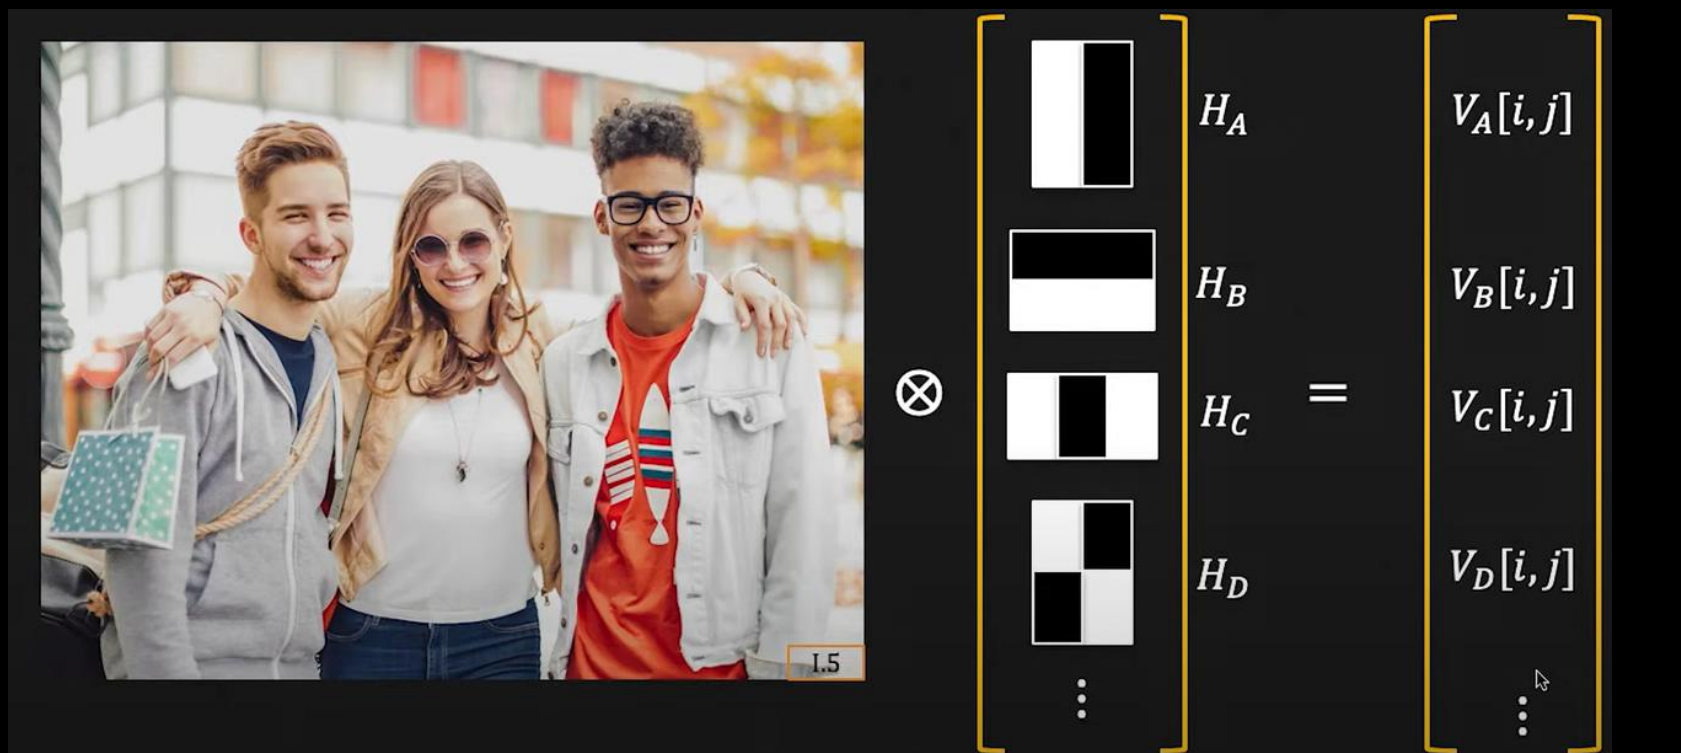 H_A
V_A[i, j]
H_B
V_B[i, j]
⊗
H_C
=
V_C[i, j]
H_D
V_D[i, j]
I.5
⋮
⋮